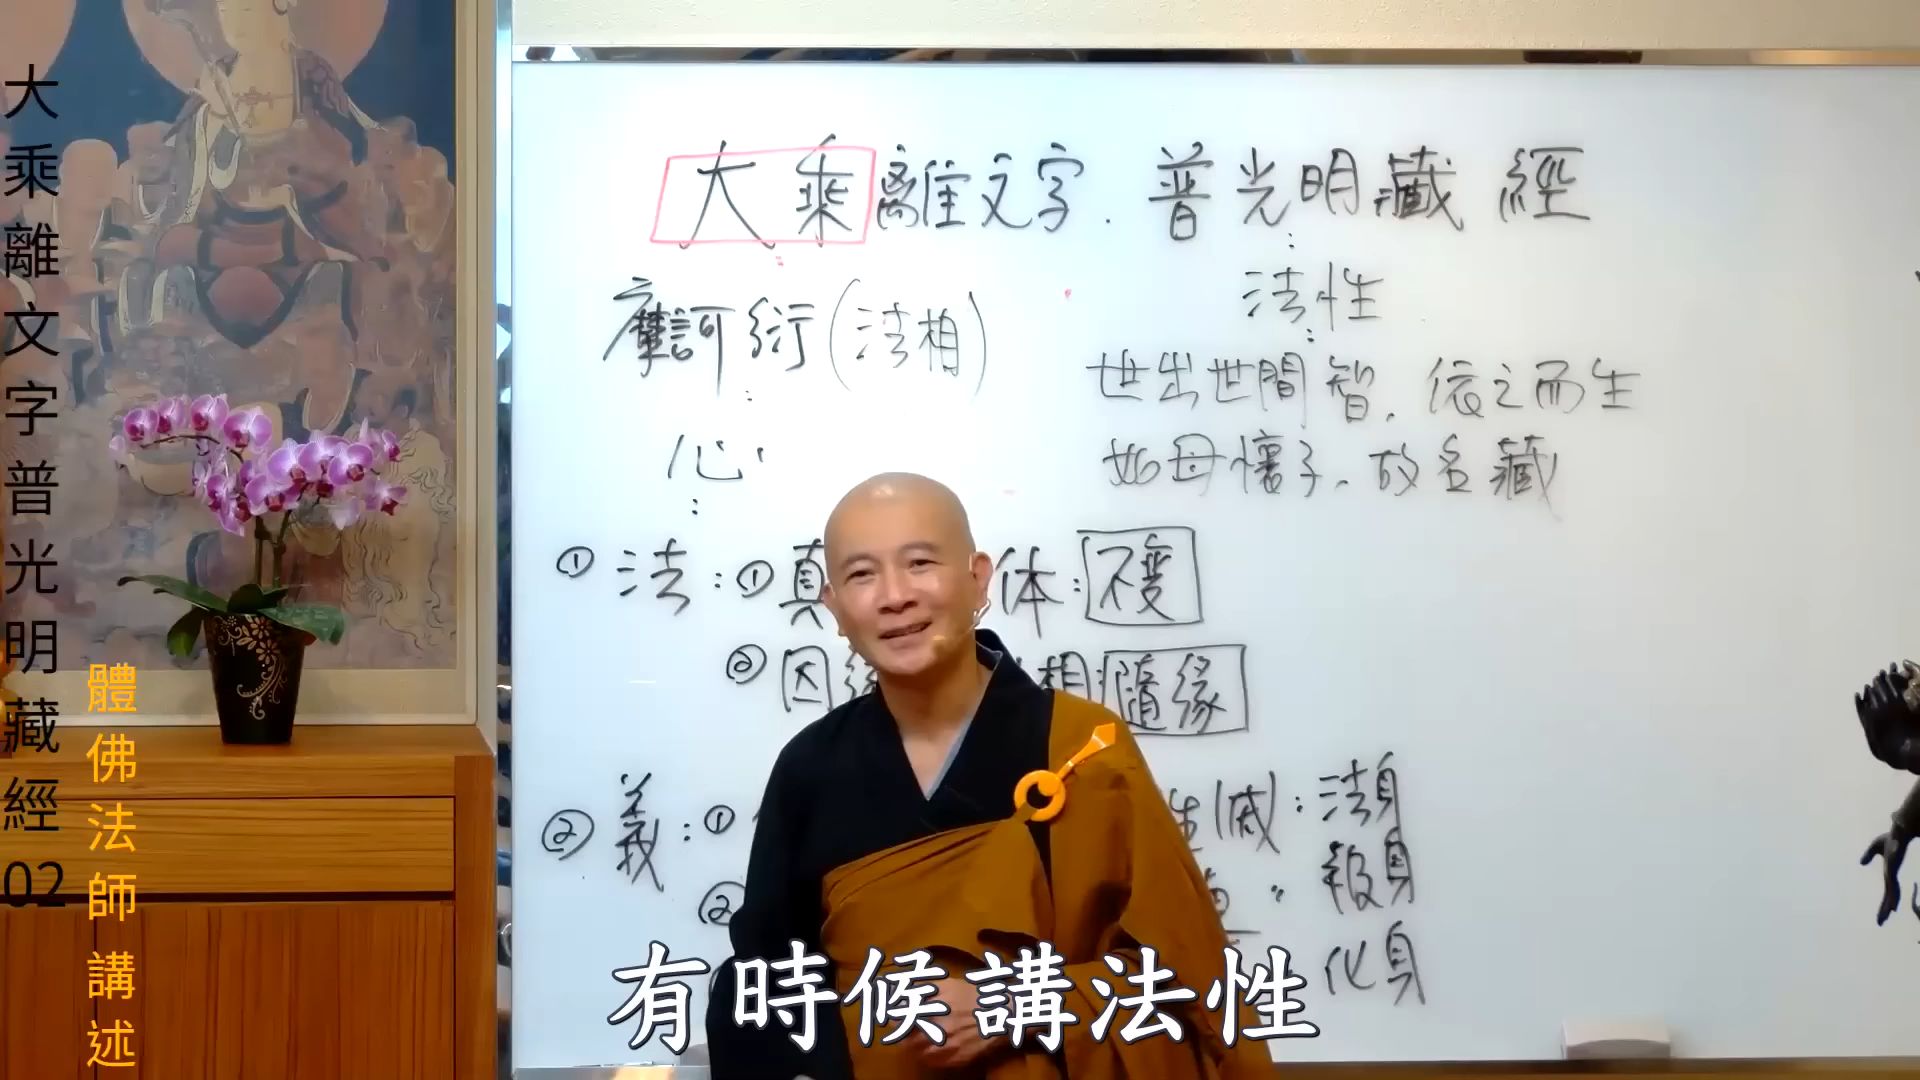 大乘離文字普光明藏經02
體佛法師講述
大乘離文字.普光明藏經
摩訶衍(法相)
法性
世出世間智.依之而生
心
如母懷子.故名藏
① 法:①真 体:不變
② 因緣 相:隨緣
② 義:① 生滅:法身
② 〃 報身
化身
有時候講法性